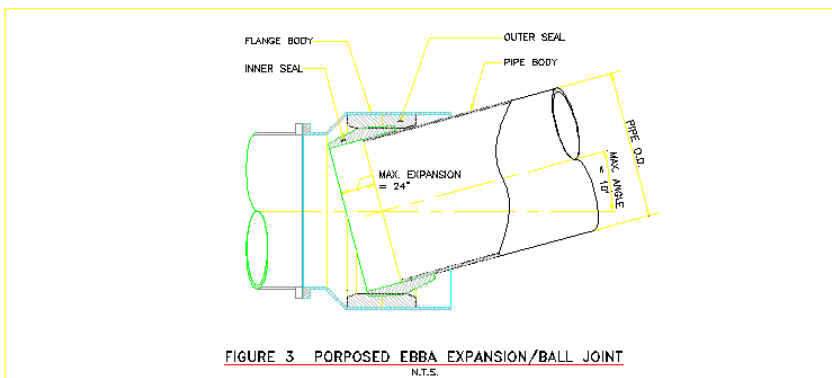 FLANGE BODY
INNER SEAL
OUTER SEAL
PIPE BODY
PIPE O.D.
MAX. ANGLE
MAX. EXPANSION
= 24"
FIGURE 3 PORPOSED EBBA EXPANSION/BALL JOINT
N.T.S.